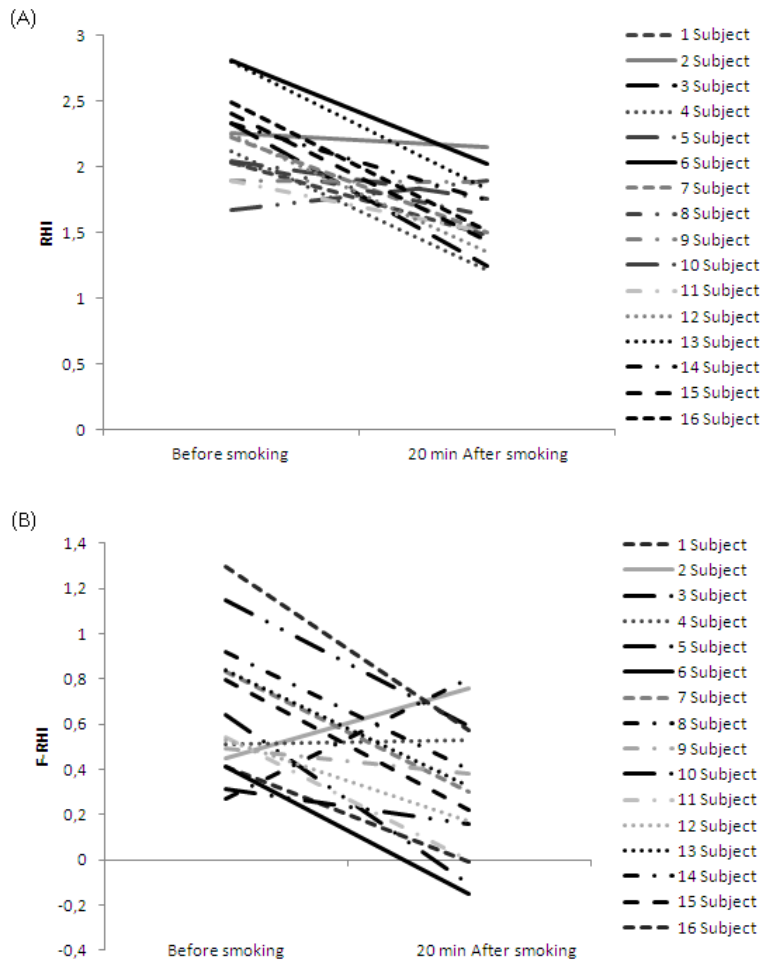 (A)
3
2,5
2
1,5
1
0,5
0
RHI
Before smoking
20 min After smoking
1 Subject
2 Subject
3 Subject
4 Subject
5 Subject
6 Subject
7 Subject
8 Subject
9 Subject
10 Subject
11 Subject
12 Subject
13 Subject
14 Subject
15 Subject
16 Subject
(B)
1,4
1,2
1
0,8
0,6
0,4
0,2
0
-0,2
-0,4
F-RHI
Before smoking
20 min After smoking
1 Subject
2 Subject
3 Subject
4 Subject
5 Subject
6 Subject
7 Subject
8 Subject
9 Subject
10 Subject
11 Subject
12 Subject
13 Subject
14 Subject
15 Subject
16 Subject